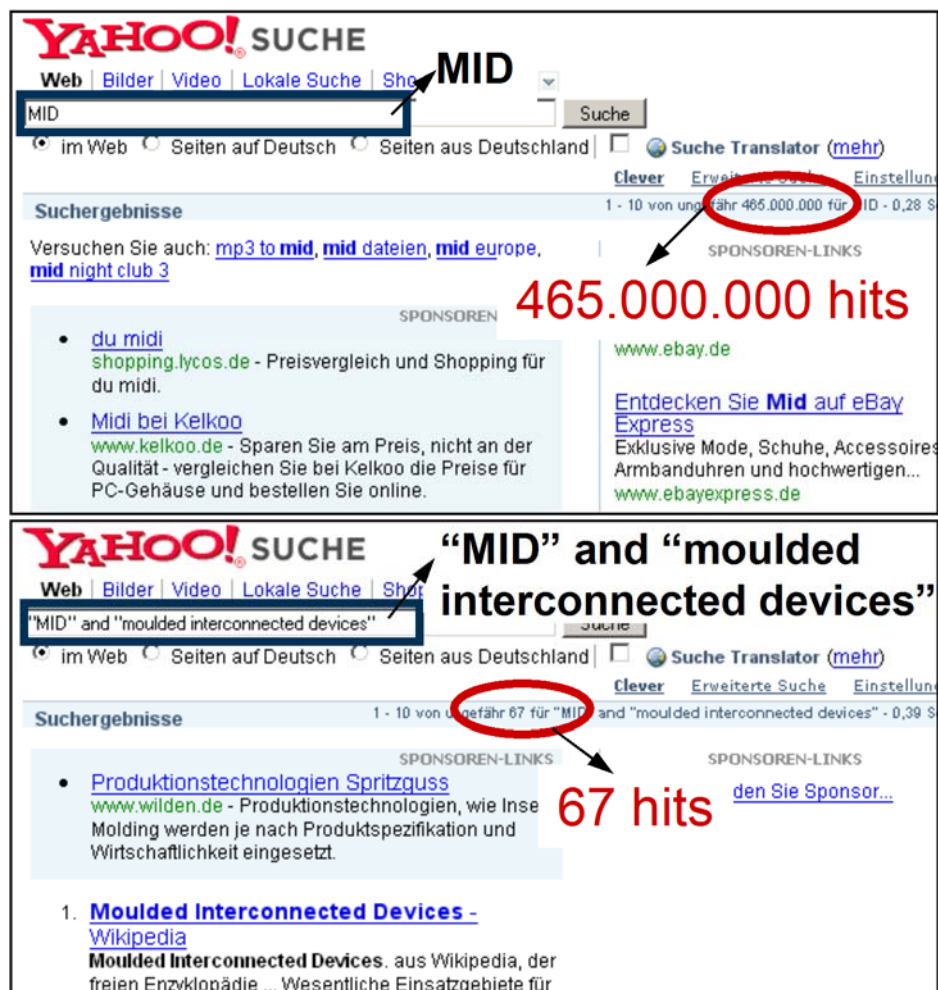 YAHOO! SUCHE
Web | Bilder | Video | Lokale Suche |
MID
MID
Suche
im Web Seiten auf Deutsch Seiten aus Deutschland | Suche Translator (mehr)
Clever Erweiterte Suche
Suchergebnisse
1 - 10 von ungefähr 465.000.000 für MID - 0,28
Versuchen Sie auch: mp3 to mid, mid dateien, mid europe,
mid night club 3
SPONSOREN-LINKS
465.000.000 hits
SPONSOREN
• du midi
shopping.lycos.de - Preisvergleich und Shopping für
du midi.
• Midi bei Kelkoo
www.kelkoo.de - Sparen Sie am Preis, nicht an der
Qualität - vergleichen Sie bei Kelkoo die Preise für
PC-Gehäuse und bestellen Sie online.
www.ebay.de
Entdecken Sie Mid auf eBay
Express
Exklusive Mode, Schuhe, Accessoires
Armbanduhren und hochwertigen...
www.ebayexpress.de
YAHOO! SUCHE
Web | Bilder | Video | Lokale Suche |
“MID” and “moulded
interconnected devices”
"MID" and "moulded interconnected devices"
Suche
im Web Seiten auf Deutsch Seiten aus Deutschland | Suche Translator (mehr)
Clever Erweiterte Suche
Suchergebnisse
1 - 10 von ungefähr 67 für "MID" and "moulded interconnected devices" - 0,39
SPONSOREN-LINKS
• Produktionstechnologien Spritzguss
www.wilden.de - Produktionstechnologien, wie
Molding werden je nach Produktspezifikation und
Wirtschaftlichkeit eingesetzt.
SPONSOREN-LINKS
67 hits
den Sie Sponsor...
1. Moulded Interconnected Devices -
Wikipedia
Moulded Interconnected Devices. aus Wikipedia, der
freien Enzyklopädie ... Wesentliche Einsatzgebiete für